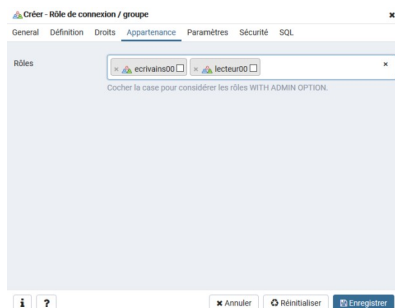 Créer - Rôle de connexion / groupe
General Définition Droits Appartenance Paramètres Sécurité SQL
Rôles
ecrivains00 lecteur00
Cocher la case pour considérer les rôles WITH ADMIN OPTION.
i ? Annuler Réinitialiser Enregistrer